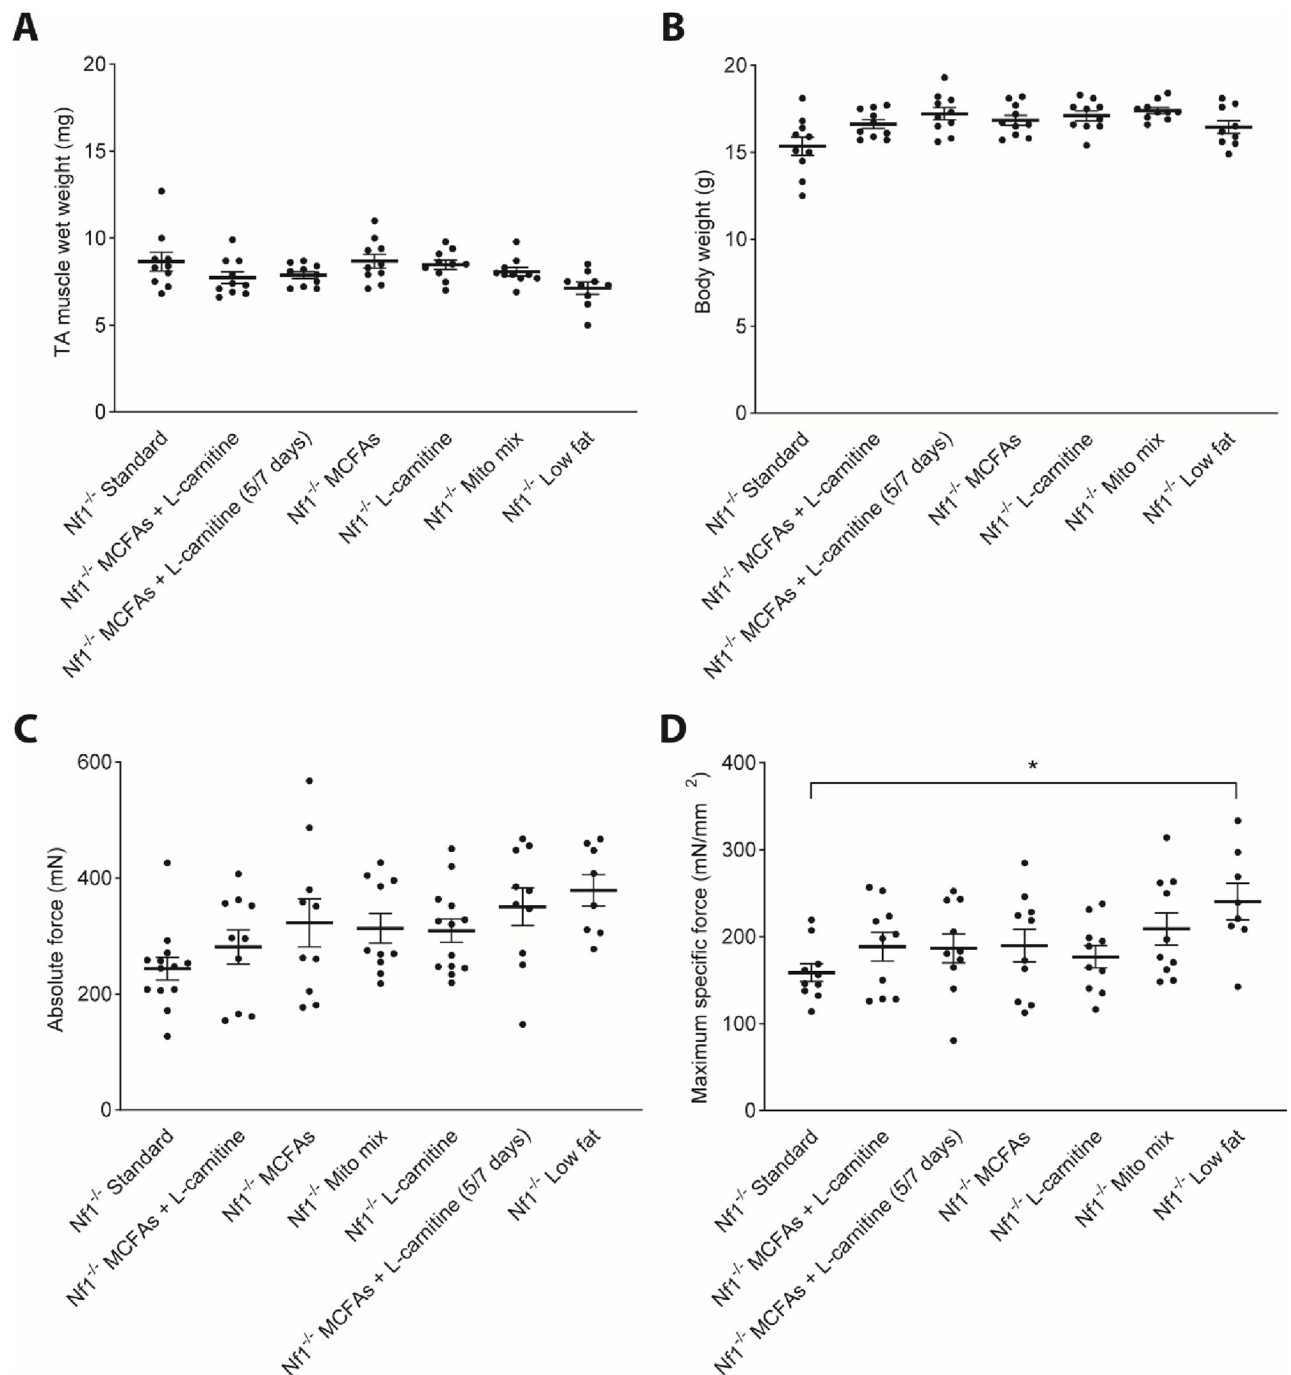 A
TA muscle wet weight (mg)
20
15
10
5
0
Nf1-/- Standard
Nf1-/- MCFAs + L-carnitine
Nf1-/- MCFAs + L-carnitine (5/7 days)
Nf1-/- MCFAs
Nf1-/- L-carnitine
Nf1-/- Mito mix
Nf1-/- Low fat
B
Body weight (g)
20
15
10
5
0
Nf1-/- Standard
Nf1-/- MCFAs + L-carnitine
Nf1-/- MCFAs + L-carnitine (5/7 days)
Nf1-/- MCFAs
Nf1-/- L-carnitine
Nf1-/- Mito mix
Nf1-/- Low fat
C
Absolute force (mN)
600
400
200
0
Nf1-/- Standard
Nf1-/- MCFAs + L-carnitine
Nf1-/- MCFAs
Nf1-/- Mito mix
Nf1-/- L-carnitine
Nf1-/- MCFAs + L-carnitine (5/7 days)
Nf1-/- Low fat
D
Maximum specific force (mN/mm 2)
400
300
200
100
0
*
Nf1-/- Standard
Nf1-/- MCFAs + L-carnitine
Nf1-/- MCFAs + L-carnitine (5/7 days)
Nf1-/- MCFAs
Nf1-/- L-carnitine
Nf1-/- Mito mix
Nf1-/- Low fat